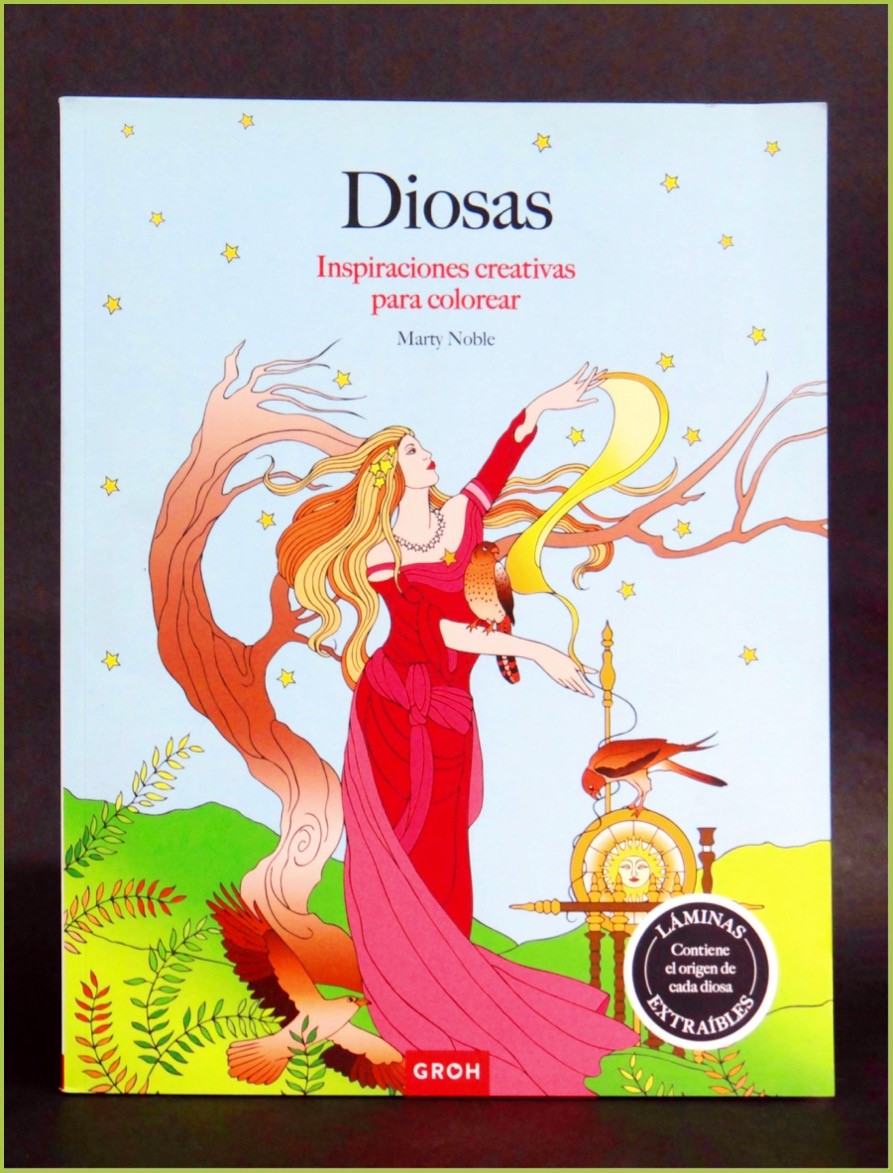 Diosas
Inspiraciones creativas
para colorear
Marty Noble
LÁMINAS
Contiene
el origen de
cada diosa
EXTRAÍBLES
GROH